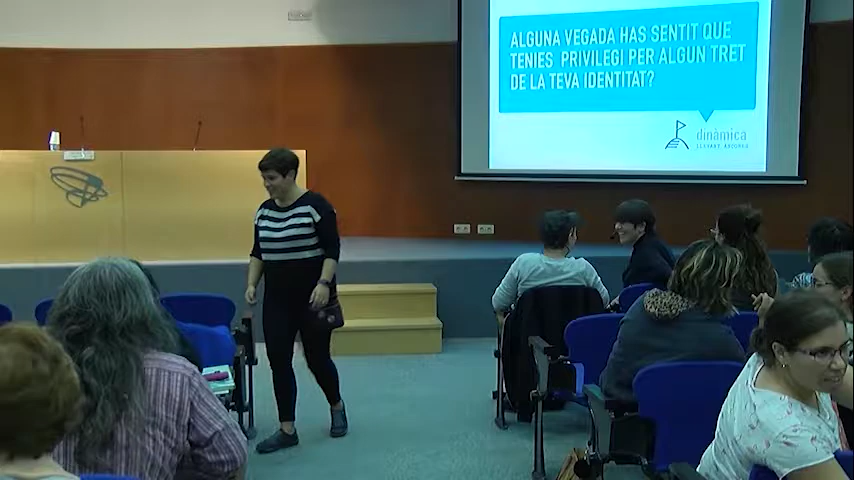 ALGUNA VEGADA HAS SENTIT QUE
TENIES PRIVILEGI PER ALGUN TRET
DE LA TEVA IDENTITAT?
dinàmica